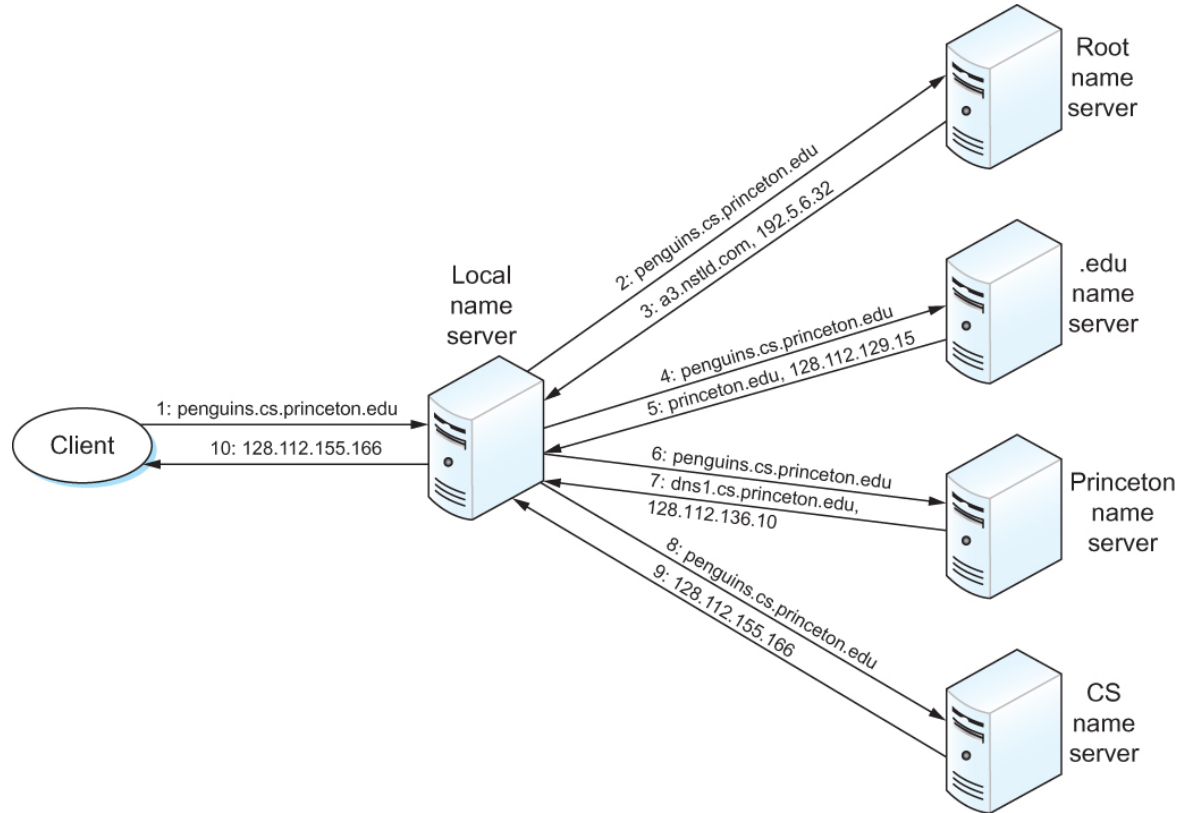 Root
name
server
2: penguins.cs.princeton.edu
3: a3.nstld.com, 192.5.6.32
.edu
name
server
Local
name
server
4: penguins.cs.princeton.edu
5: princeton.edu, 128.112.129.15
Client
1: penguins.cs.princeton.edu
10: 128.112.155.166
6: penguins.cs.princeton.edu
7: dns1.cs.princeton.edu,
128.112.136.10
Princeton
name
server
8: penguins.cs.princeton.edu
9: 128.112.155.166
CS
name
server